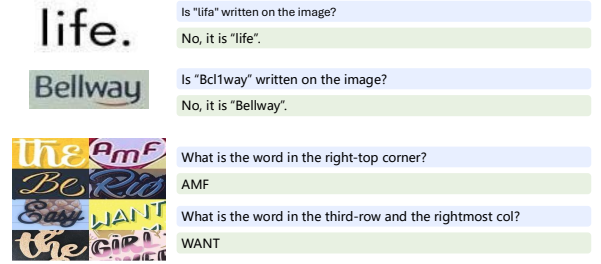 life.
Is "lifa" written on the image?
No, it is “life”.
Bellway
Is “Bcl1way” written on the image?
No, it is “Bellway”.
the AMF
Be Rio
Easy WANT
the GIRL
What is the word in the right-top corner?
AMF
What is the word in the third-row and the rightmost col?
WANT